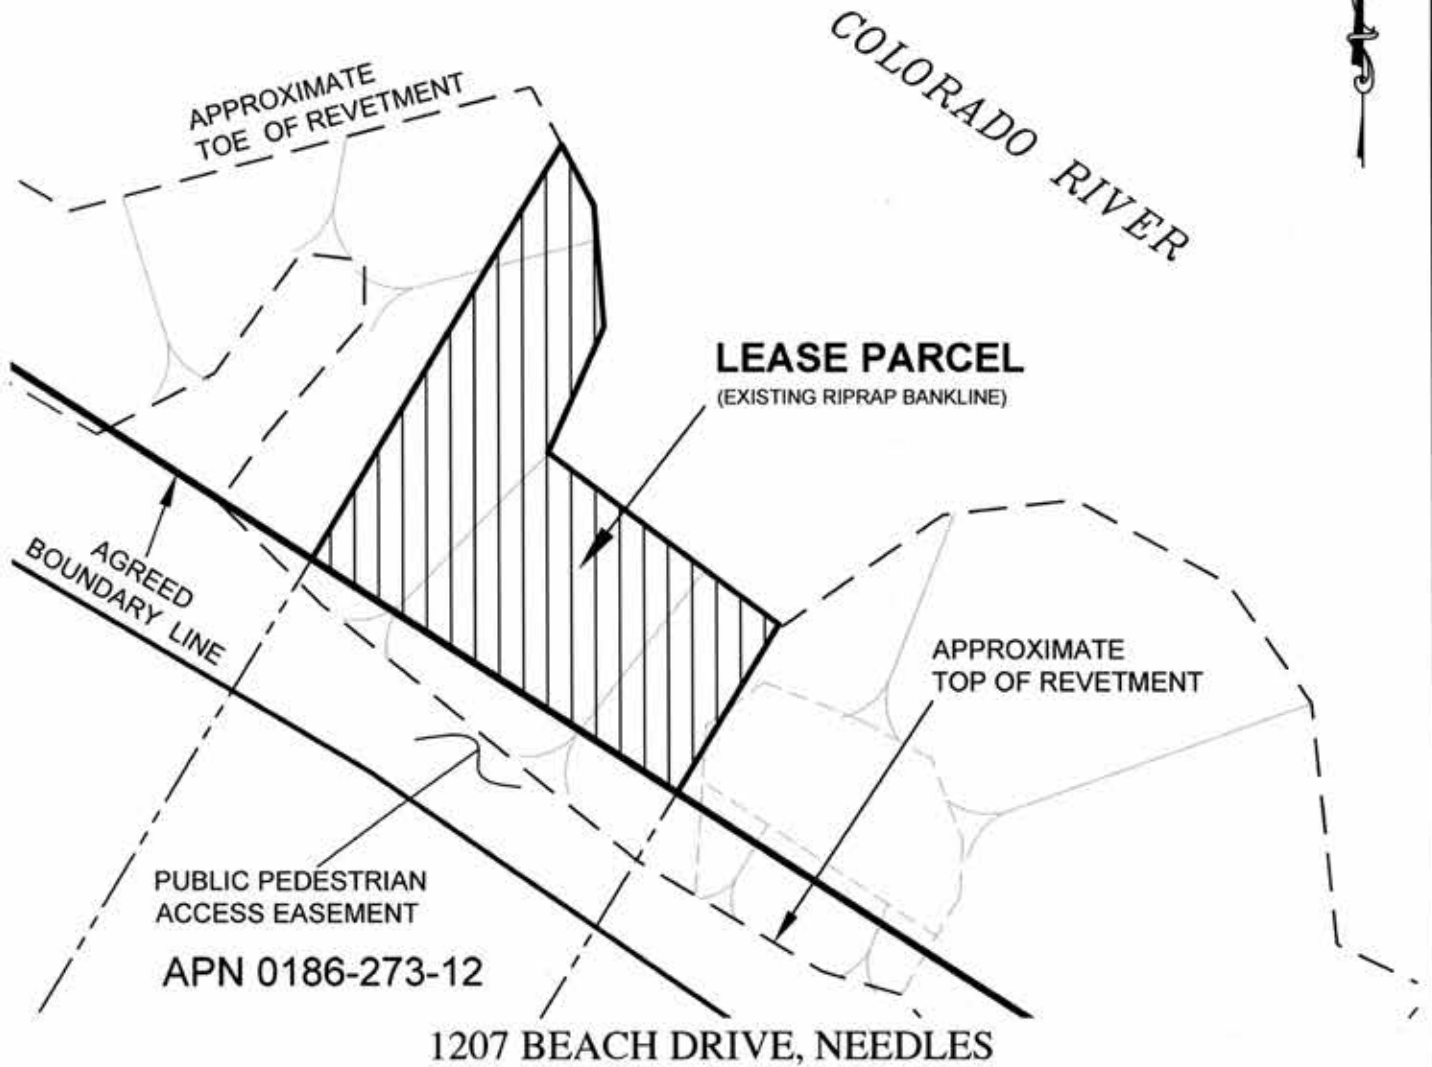 COLORADO RIVER
APPROXIMATE
TOE OF REVETMENT
LEASE PARCEL
(EXISTING RIPRAP BANKLINE)
AGREED
BOUNDARY LINE
APPROXIMATE
TOP OF REVETMENT
PUBLIC PEDESTRIAN
ACCESS EASEMENT
APN 0186-273-12
1207 BEACH DRIVE, NEEDLES